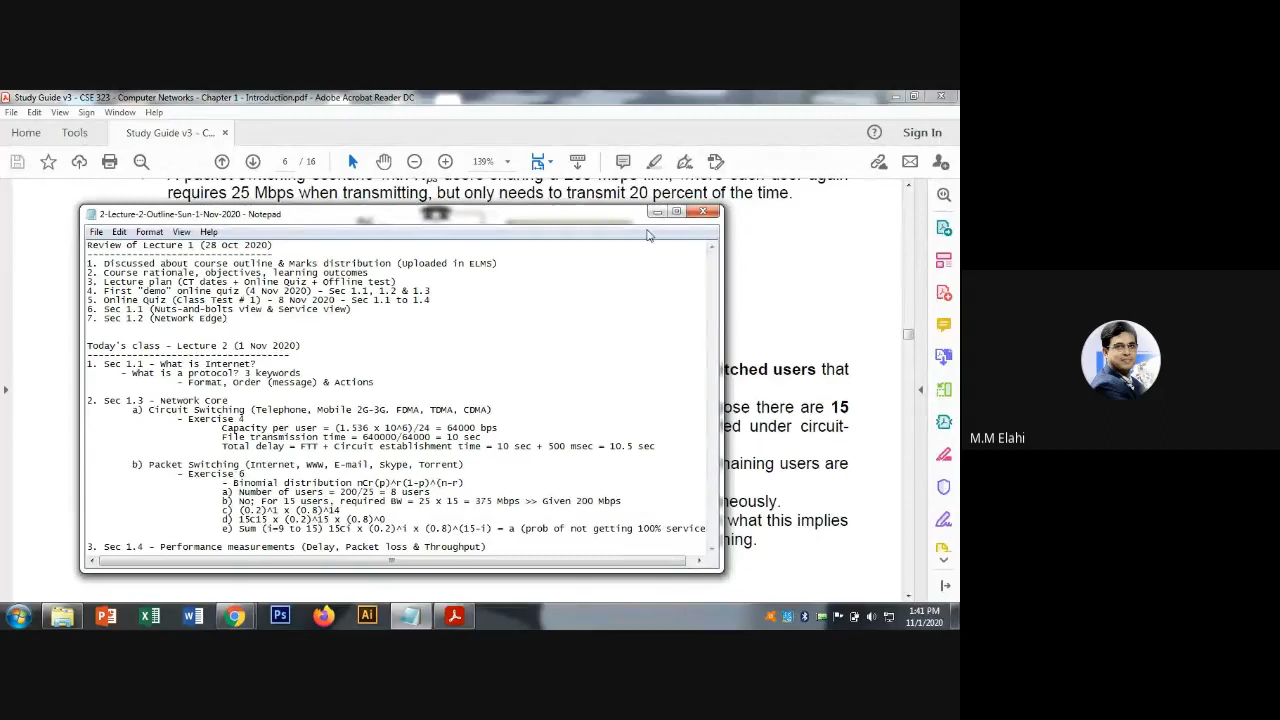 Study Guide v3 - CSE 323 - Computer Networks - Chapter 1 - Introduction.pdf - Adobe Acrobat Reader DC
File Edit View Sign Window Help
Home Tools Study Guide v3 - C... × Sign In
6 / 16 139%
requires 25 Mbps when transmitting, but only needs to transmit 20 percent of the time.
2-Lecture-2-Outline-Sun-1-Nov-2020 - Notepad
File Edit Format View Help
Review of Lecture 1 (28 Oct 2020)
---------------------------------
1. Discussed about course outline & Marks distribution (uploaded in ELMS)
2. Course rationale, objectives, learning outcomes
3. Lecture plan (CT dates + Online Quiz + Offline test)
4. First "demo" online quiz (4 Nov 2020) - Sec 1.1, 1.2 & 1.3
5. Online Quiz (Class Test # 1) - 8 Nov 2020 - Sec 1.1 to 1.4
6. Sec 1.1 (Nuts-and-bolts view & Service view)
7. Sec 1.2 (Network Edge)
Today's class - Lecture 2 (1 Nov 2020)
------------------------------------
1. Sec 1.1 - What is Internet?
- What is a protocol? 3 keywords
- Format, Order (message) & Actions
2. Sec 1.3 - Network Core
a) Circuit Switching (Telephone, Mobile 2G-3G. FDMA, TDMA, CDMA)
- Exercise 4
Capacity per user = (1.536 x 10^6)/24 = 64000 bps
File transmission time = 640000/64000 = 10 sec
Total delay = FTT + Circuit establishment time = 10 sec + 500 msec = 10.5 sec
b) Packet Switching (Internet, WWW, E-mail, Skype, Torrent)
- Exercise 6
- Binomial distribution nCr(p)^r(1-p)^(n-r)
a) Number of users = 200/25 = 8 users
b) No; For 15 users, required BW = 25 x 15 = 375 Mbps >> Given 200 Mbps
c) (0.2)^1 x (0.8)^14
d) 15C15 x (0.2)^15 x (0.8)^0
e) Sum (i=9 to 15) 15Ci x (0.2)^i x (0.8)^(15-i) = a (prob of not getting 100% service
3. Sec 1.4 - Performance measurements (Delay, Packet loss & Throughput)
tched users that
ose there are 15
ed under circuit-
naining users are
neously.
what this implies
ning.
M.M Elahi
Ps
Ai
1:41 PM
11/1/2020